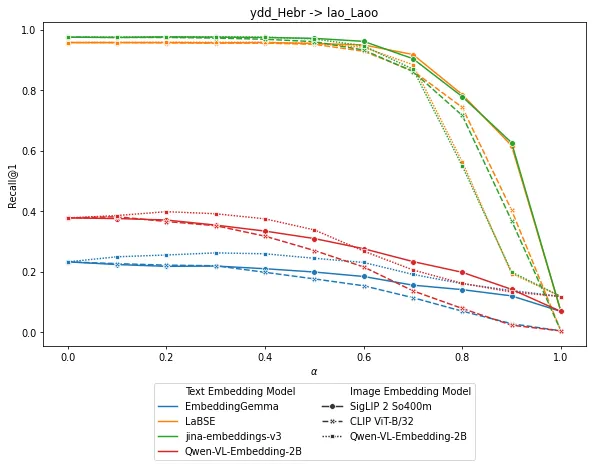 ydd_Hebr -> lao_Laoo
Recall@1
1.0
0.8
0.6
0.4
0.2
0.0
0.0 0.2 0.4 0.6 0.8 1.0
α
Text Embedding Model Image Embedding Model
EmbeddingGemma SigLIP 2 So400m
LaBSE CLIP ViT-B/32
jina-embeddings-v3 Qwen-VL-Embedding-2B
Qwen-VL-Embedding-2B